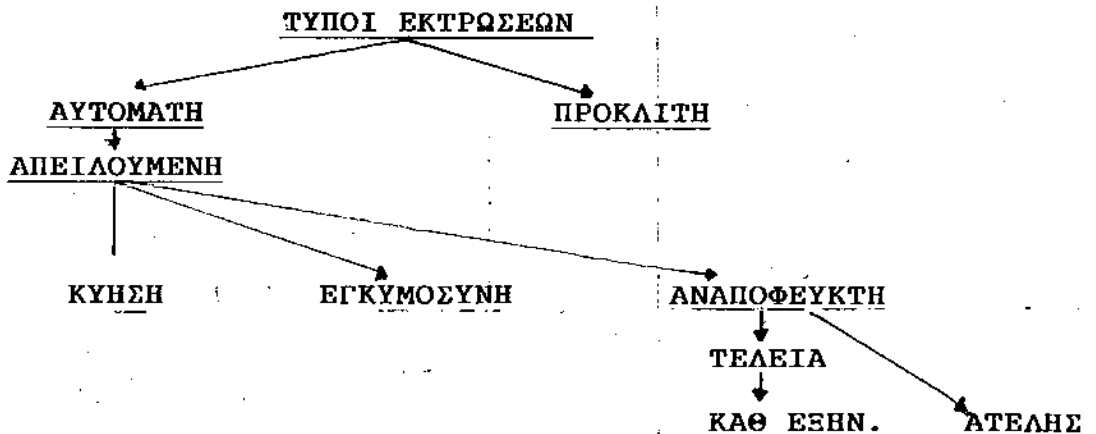 ΤΥΠΟΙ ΕΚΤΡΩΣΕΩΝ
ΑΥΤΟΜΑΤΗ ΠΡΟΚΛΙΤΗ
ΑΠΕΙΛΟΥΜΕΝΗ
ΚΥΗΣΗ ΕΓΚΥΜΟΣΥΝΗ ΑΝΑΠΟΦΕΥΚΤΗ
ΤΕΛΕΙΑ
ΚΑΘ ΕΞΗΝ. ΑΤΕΛΗΣ